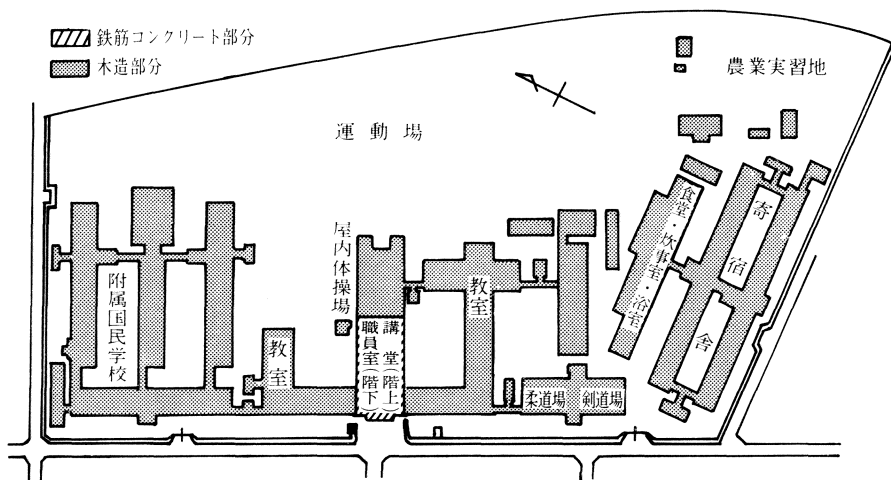 鉄筋コンクリート部分
木造部分
農業実習地
運動場
附属国民学校
教室
屋内体操場
講堂(階上)
職員室(階下)
教室
柔道場
剣道場
食堂・炊事室・浴室
寄宿舎